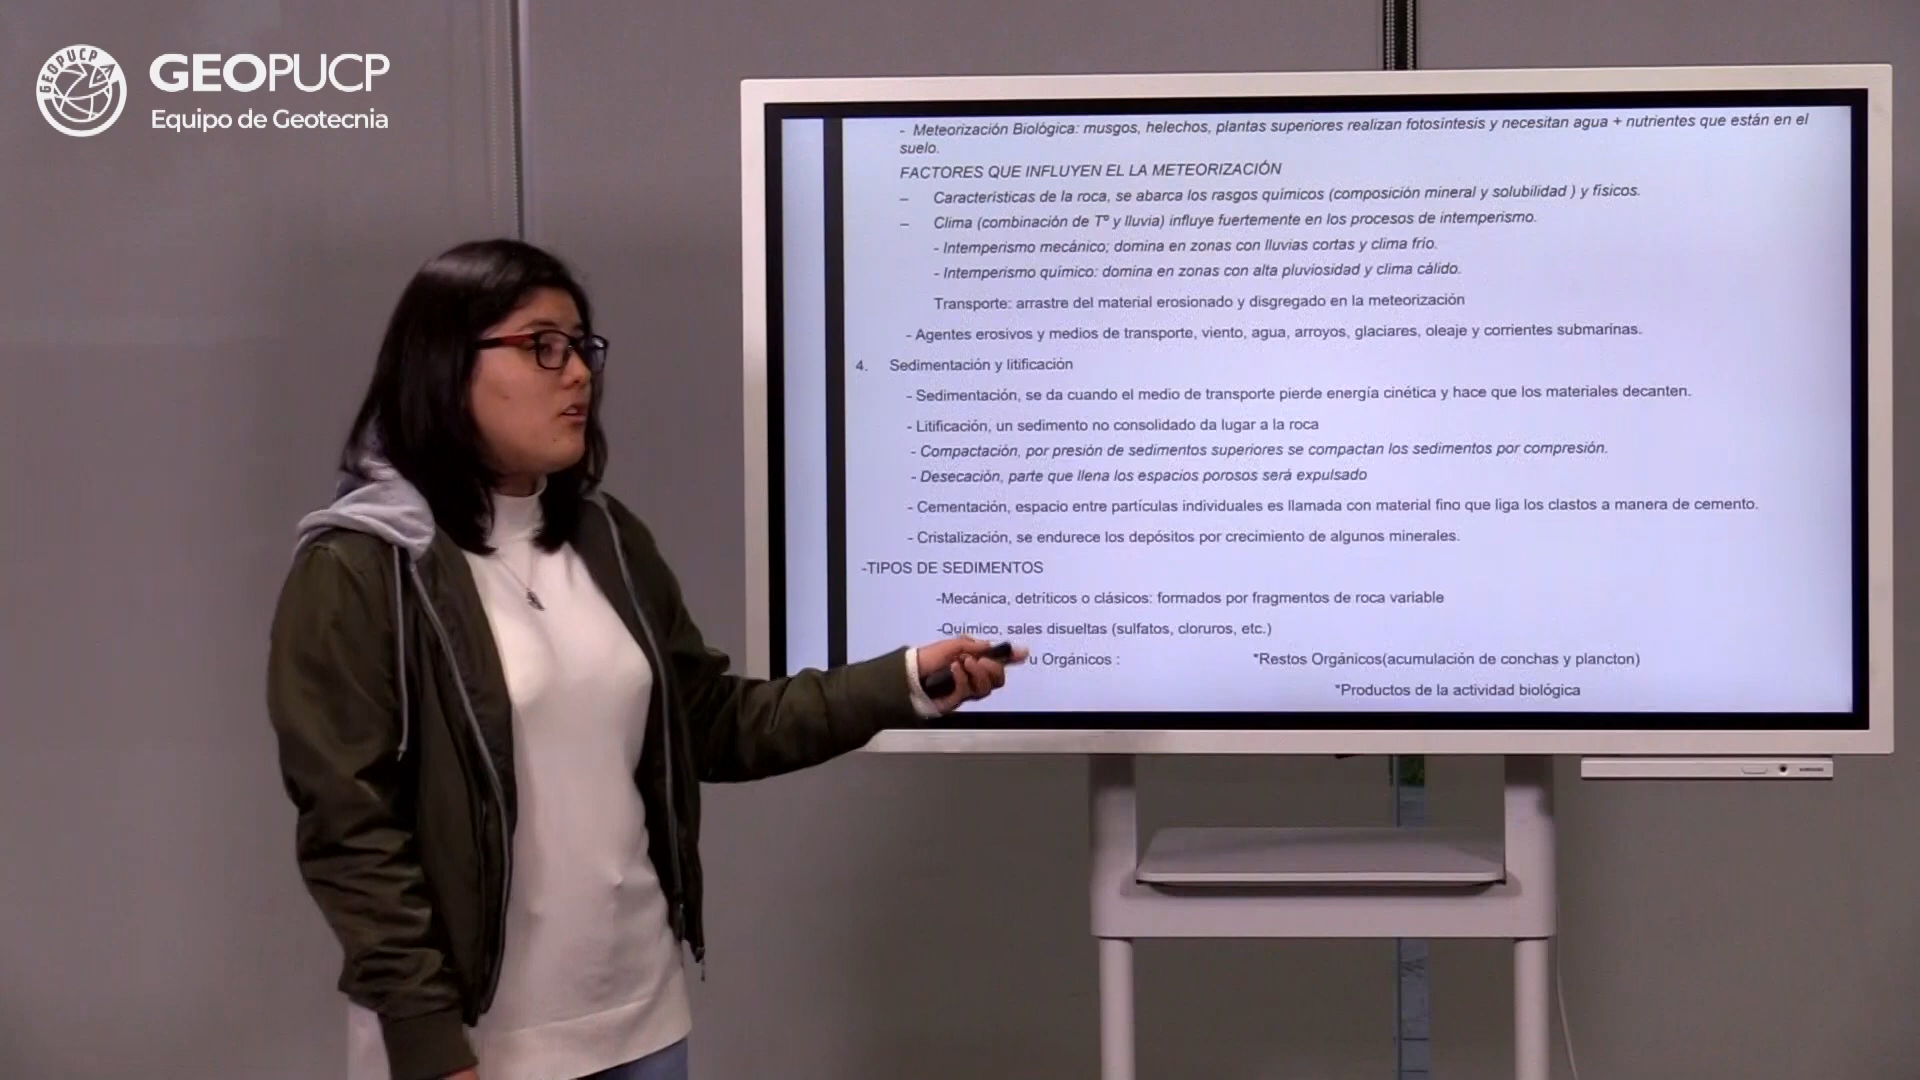 GEOPUCP
GEOPUCP
Equipo de Geotecnia
- Meteorización Biológica: musgos, helechos, plantas superiores realizan fotosíntesis y necesitan agua + nutrientes que están en el
suelo.
FACTORES QUE INFLUYEN EL LA METEORIZACIÓN
– Características de la roca, se abarca los rasgos químicos (composición mineral y solubilidad ) y físicos.
– Clima (combinación de Tº y lluvia) influye fuertemente en los procesos de intemperismo.
- Intemperismo mecánico; domina en zonas con lluvias cortas y clima frío.
- Intemperismo químico: domina en zonas con alta pluviosidad y clima cálido.
Transporte: arrastre del material erosionado y disgregado en la meteorización
- Agentes erosivos y medios de transporte, viento, agua, arroyos, glaciares, oleaje y corrientes submarinas.
4. Sedimentación y litificación
- Sedimentación, se da cuando el medio de transporte pierde energía cinética y hace que los materiales decanten.
- Litificación, un sedimento no consolidado da lugar a la roca
- Compactación, por presión de sedimentos superiores se compactan los sedimentos por compresión.
- Desecación, parte que llena los espacios porosos será expulsado
- Cementación, espacio entre partículas individuales es llamada con material fino que liga los clastos a manera de cemento.
- Cristalización, se endurece los depósitos por crecimiento de algunos minerales.
-TIPOS DE SEDIMENTOS
-Mecánica, detríticos o clásicos: formados por fragmentos de roca variable
-Químico, sales disueltas (sulfatos, cloruros, etc.)
u Orgánicos : *Restos Orgánicos(acumulación de conchas y plancton)
*Productos de la actividad biológica